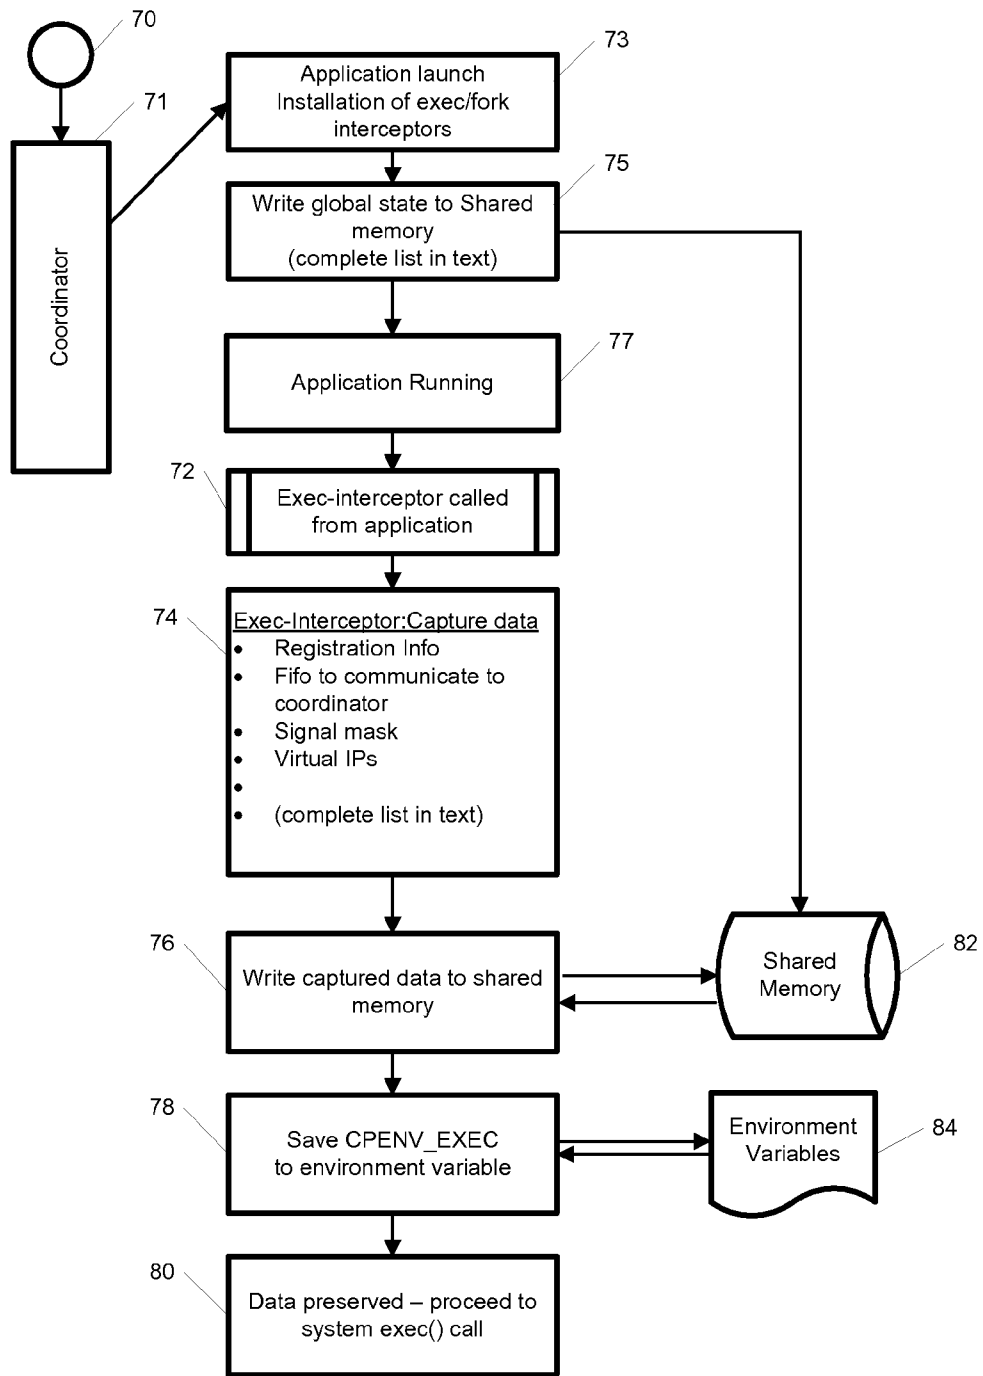 70
73
71
Application launch
Installation of exec/fork
interceptors
75
Write global state to Shared
memory
(complete list in text)
Coordinator
77
Application Running
72
Exec-interceptor called
from application
74
Exec-Interceptor:Capture data
• Registration Info
• Fifo to communicate to
coordinator
• Signal mask
• Virtual IPs
•
• (complete list in text)
76
Write captured data to shared
memory
Shared
Memory
82
78
Save CPENV_EXEC
to environment variable
Environment
Variables
84
80
Data preserved – proceed to
system exec() call